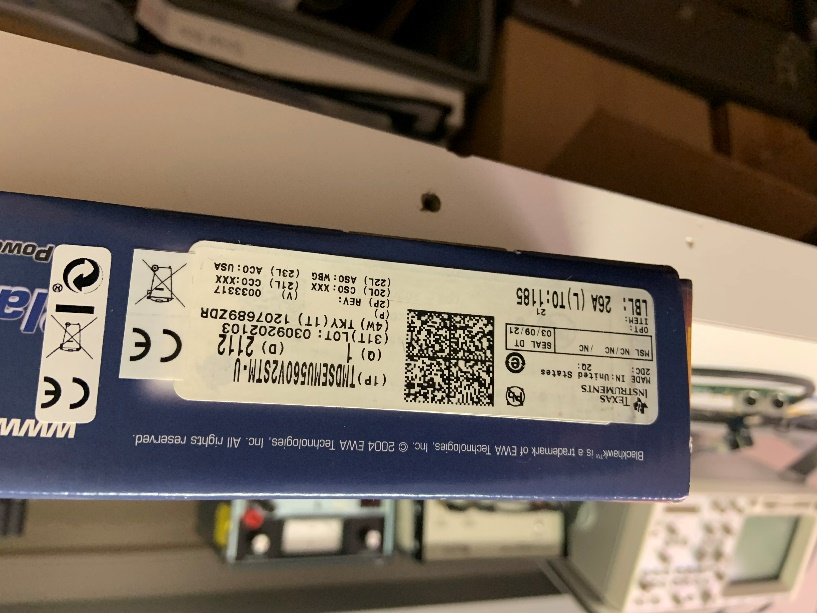 TEXAS
INSTRUMENTS
MADE IN: United States
2DC: 2Q:
MSL /NC/NC /NC SEAL DT 03/09/21
OPT:
ITEM: 21
LBL: 26A (L)TO:1185
(1P)TMDSEMU560V2STM-U
(Q) 1 (D) 2112
(31T)LOT: 0309202103
(4W) TKY(1T) 1207689ZDR
(P)
(2P) REV: (V) 0033317
(20L) CSO:XXX (21L) CCO:XXX
(22L) ASO:WBG (23L) ACO:USA
CE
CE
Blackhawk™ is a trademark of EWA Technologies, Inc. © 2004 EWA Technologies, Inc. All rights reserved.
www
Powe